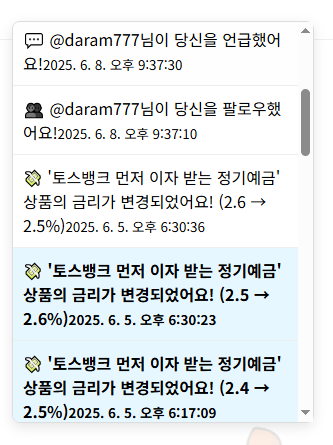 💬 @daram777님이 당신을 언급했어
요!2025. 6. 8. 오후 9:37:30
👥 @daram777님이 당신을 팔로우했
어요!2025. 6. 8. 오후 9:37:10
💸 '토스뱅크 먼저 이자 받는 정기예금'
상품의 금리가 변경되었어요! (2.6 →
2.5%)2025. 6. 5. 오후 6:30:36
💸 '토스뱅크 먼저 이자 받는 정기예금'
상품의 금리가 변경되었어요! (2.5 →
2.6%)2025. 6. 5. 오후 6:30:23
💸 '토스뱅크 먼저 이자 받는 정기예금'
상품의 금리가 변경되었어요! (2.4 →
2.5%)2025. 6. 5. 오후 6:17:09